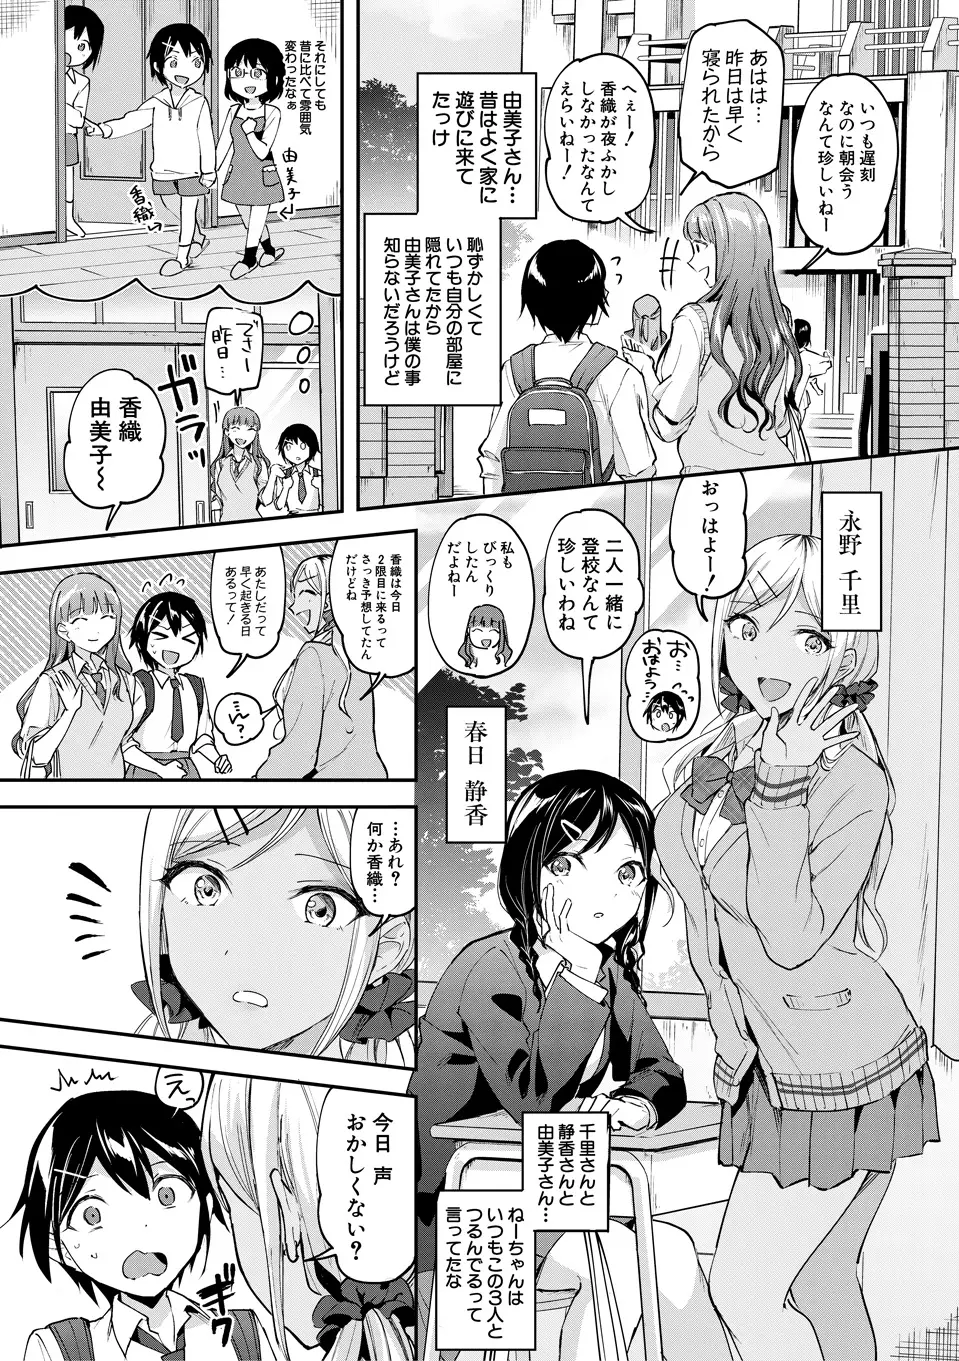 いつも遅刻
なのに朝会う
なんて珍しいねー
あはは…
昨日は早く
寝られたから
へぇー!
香織が夜ふかし
しなかったなんて
えらいねー!
由美子さん…
昔はよく家に
遊びに来て
たっけ
恥ずかしくて
いつも自分の部屋に
隠れてたから
由美子さんは僕の事
知らないだろうけど
それにしても
昔に比べて雰囲気
変わったなぁ
由美子
香織
でさー
昨日…
ガラッ
香織
由美子〜
永野 千里
おっはよー!
お…
おはよう…
二人一緒に
登校なんて
珍しいわね
私も
びっくり
したん
だよねー
春日 静香
千里さんと
静香さんと
由美子さん…
ねーちゃんは
いつもこの3人と
つるんでるって
言ってたな
香織は今日
2限目に来るって
さっき予想してたん
だけどね
あたしだって
早く起きる日
あるって!
…ん?
…あれ?
何か香織…
えっ
今日 声
おかしくない?